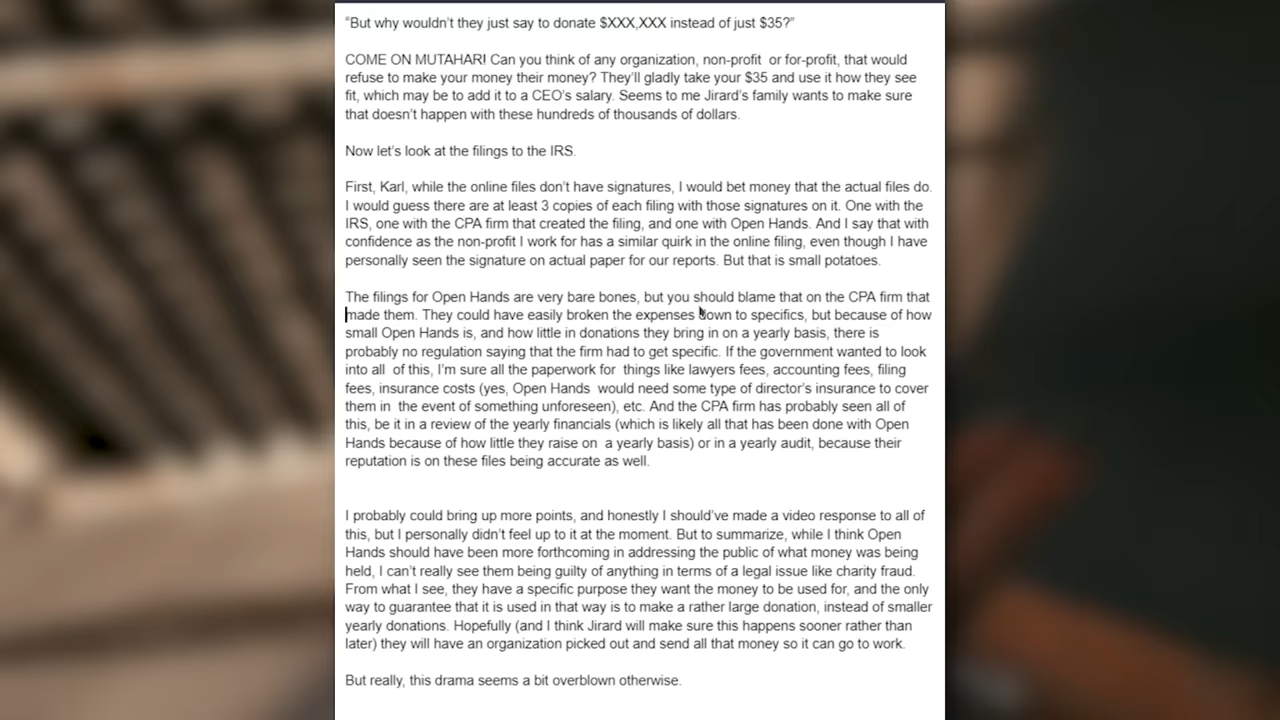 “But why wouldn’t they just say to donate $XXX,XXX instead of just $35?”
COME ON MUTAHAR! Can you think of any organization, non-profit  or for-profit, that would
refuse to make your money their money? They’ll gladly take your $35 and use it how they see
fit, which may be to add it to a CEO’s salary. Seems to me Jirard’s family wants to make sure
that doesn’t happen with these hundreds of thousands of dollars.
Now let’s look at the filings to the IRS.
First, Karl, while the online files don’t have signatures, I would bet money that the actual files do.
I would guess there are at least 3 copies of each filing with those signatures on it. One with the
IRS, one with the CPA firm that created the filing, and one with Open Hands. And I say that with
confidence as the non-profit I work for has a similar quirk in the online filing, even though I have
personally seen the signature on actual paper for our reports. But that is small potatoes.
The filings for Open Hands are very bare bones, but you should blame that on the CPA firm that
made them. They could have easily broken the expenses down to specifics, but because of how
small Open Hands is, and how little in donations they bring in on a yearly basis, there is
probably no regulation saying that the firm had to get specific. If the government wanted to look
into all  of this, I’m sure all the paperwork for  things like lawyers fees, accounting fees, filing
fees, insurance costs (yes, Open Hands  would need some type of director’s insurance to cover
them in  the event of something unforeseen), etc. And the CPA firm has probably seen all of
this, be it in a review of the yearly financials (which is likely all that has been done with Open
Hands because of how little they raise on  a yearly basis) or in a yearly audit, because their
reputation is on these files being accurate as well.
I probably could bring up more points, and honestly I should’ve made a video response to all of
this, but I personally didn’t feel up to it at the moment. But to summarize, while I think Open
Hands should have been more forthcoming in addressing the public of what money was being
held, I can’t really see them being guilty of anything in terms of a legal issue like charity fraud.
From what I see, they have a specific purpose they want the money to be used for, and the only
way to guarantee that it is used in that way is to make a rather large donation, instead of smaller
yearly donations. Hopefully (and I think Jirard will make sure this happens sooner rather than
later) they will have an organization picked out and send all that money so it can go to work.
But really, this drama seems a bit overblown otherwise.